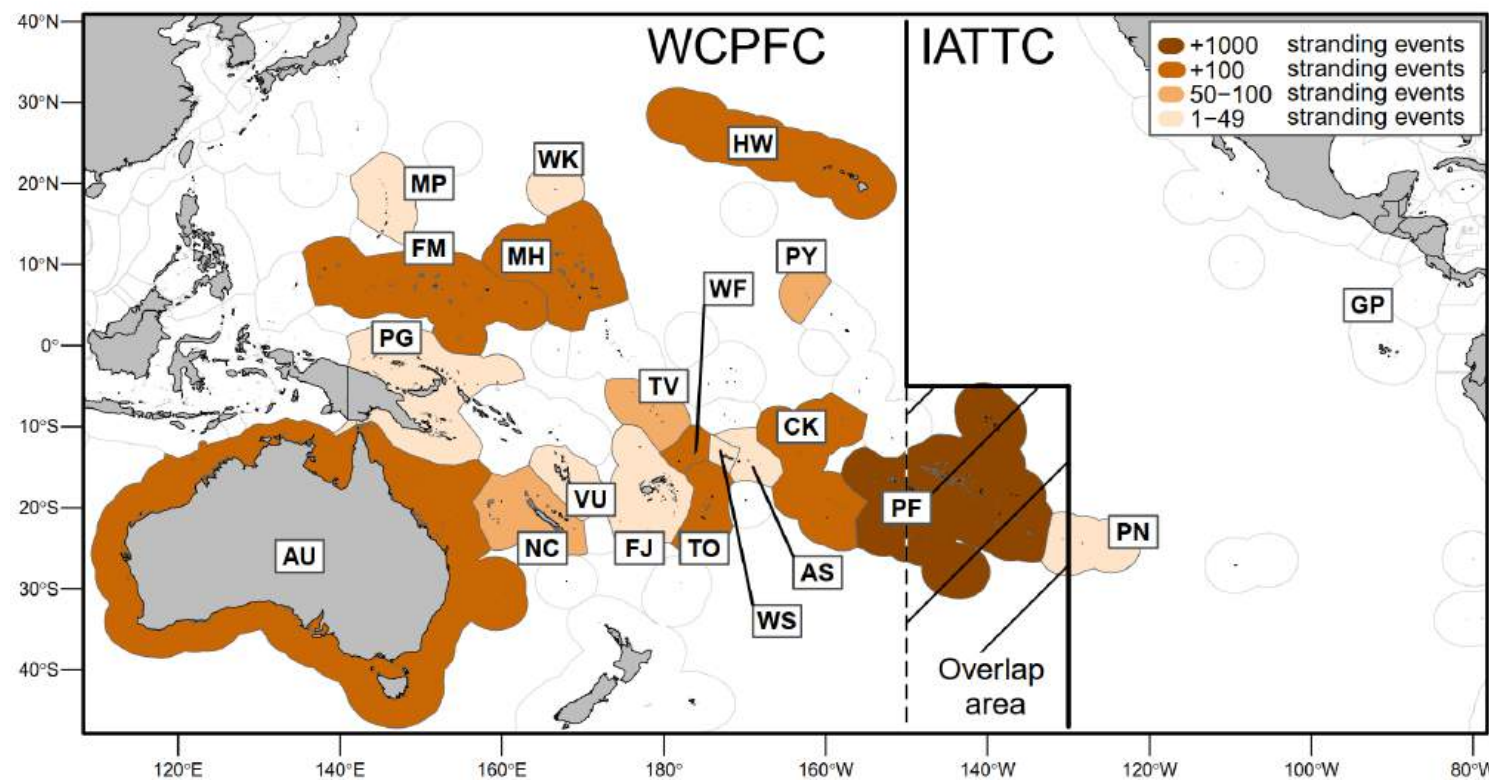 40°N
30°N
20°N
10°N
0°
10°S
20°S
30°S
40°S
WCPFC
IATTC
+1000 stranding events
+100 stranding events
50−100 stranding events
1−49 stranding events
HW
WK
MP
FM
MH
PY
WF
GP
PG
TV
CK
VU
PF
AU
NC
FJ
TO
PN
AS
WS
Overlap
area
120°E
140°E
160°E
180°
160°W
140°W
120°W
100°W
80°W